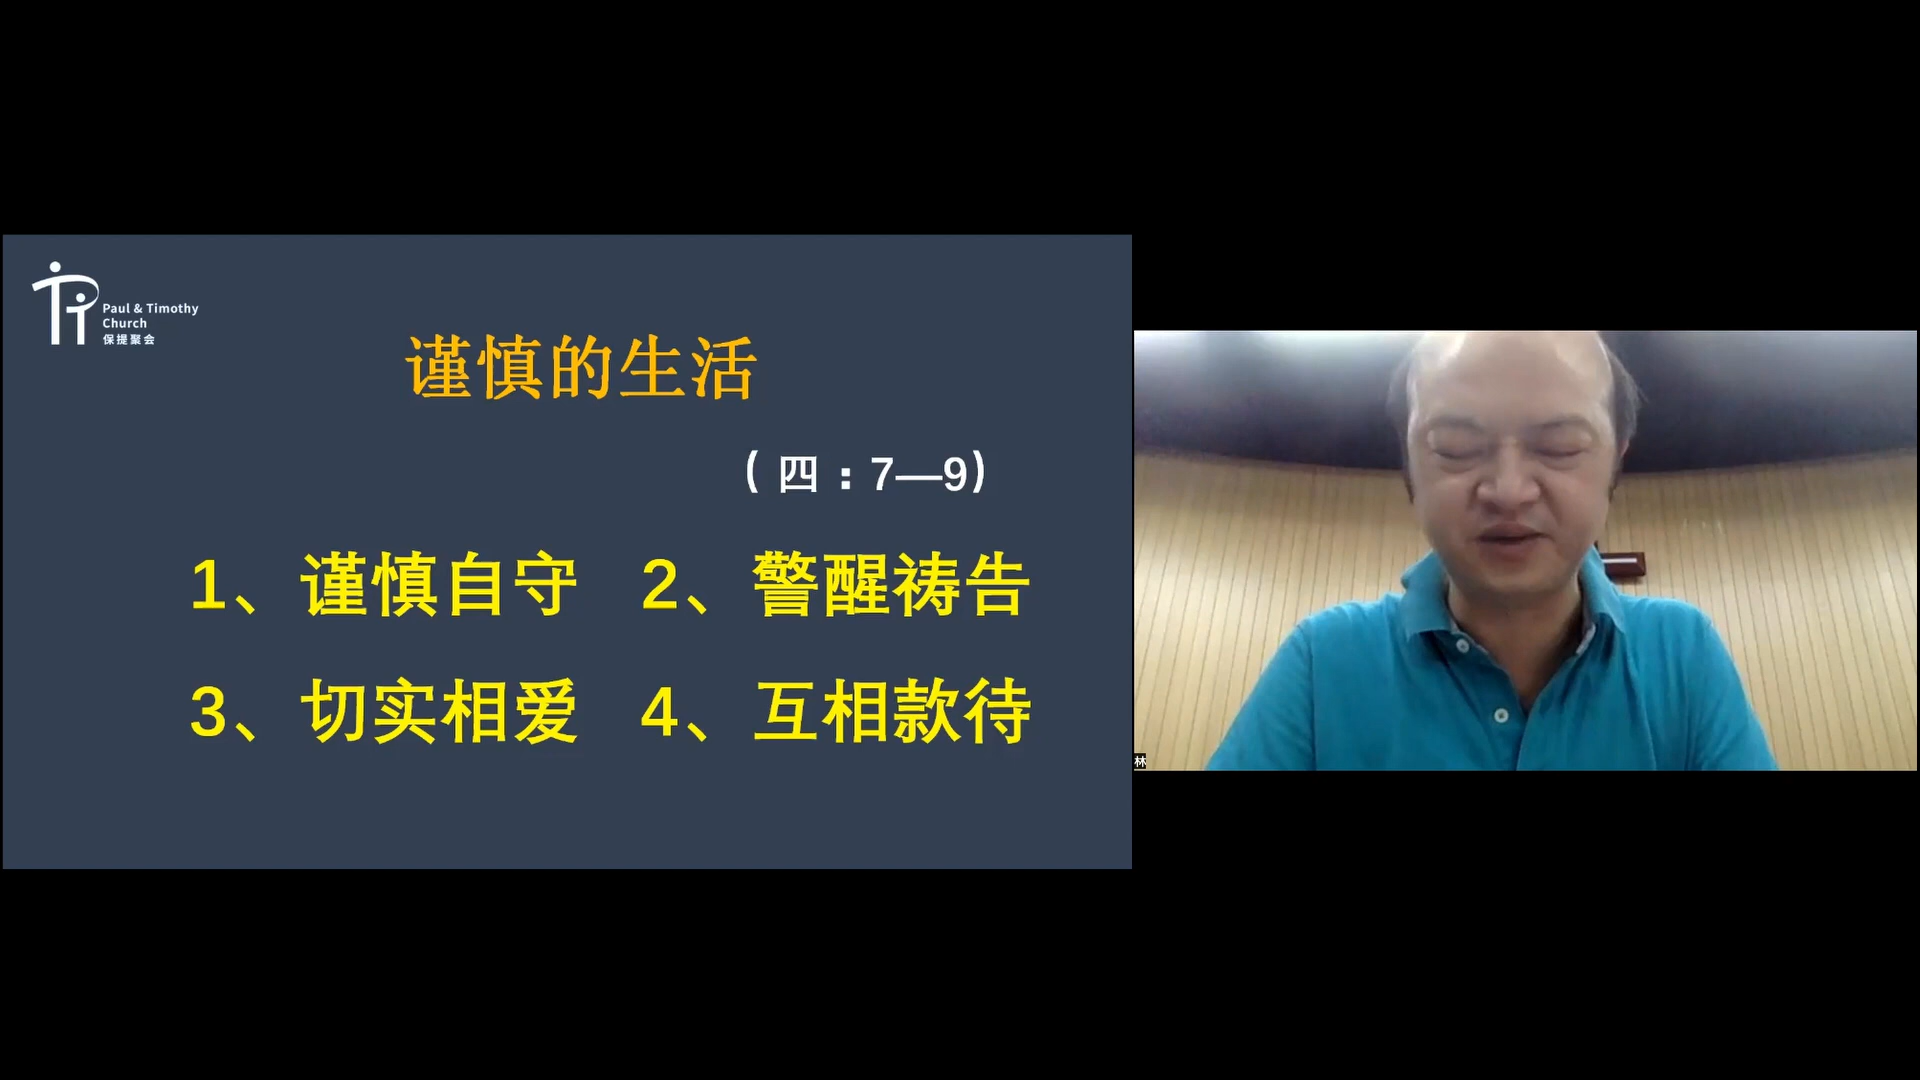 Paul & Timothy
Church
保提聚会
谨慎的生活
（四：7—9）
1、谨慎自守 2、警醒祷告
3、切实相爱 4、互相款待
林